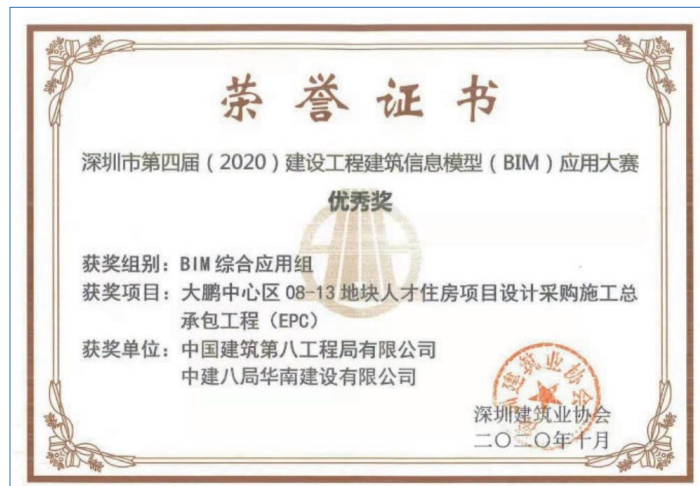 荣誉证书
深圳市第四届（2020）建设工程建筑信息模型（BIM）应用大赛
优秀奖
获奖组别：BIM综合应用组
获奖项目：大鹏中心区08-13地块人才住房项目设计采购施工总
承包工程（EPC）
获奖单位：中国建筑第八工程局有限公司
中建八局华南建设有限公司
深圳建筑业协会
二〇二〇年十月